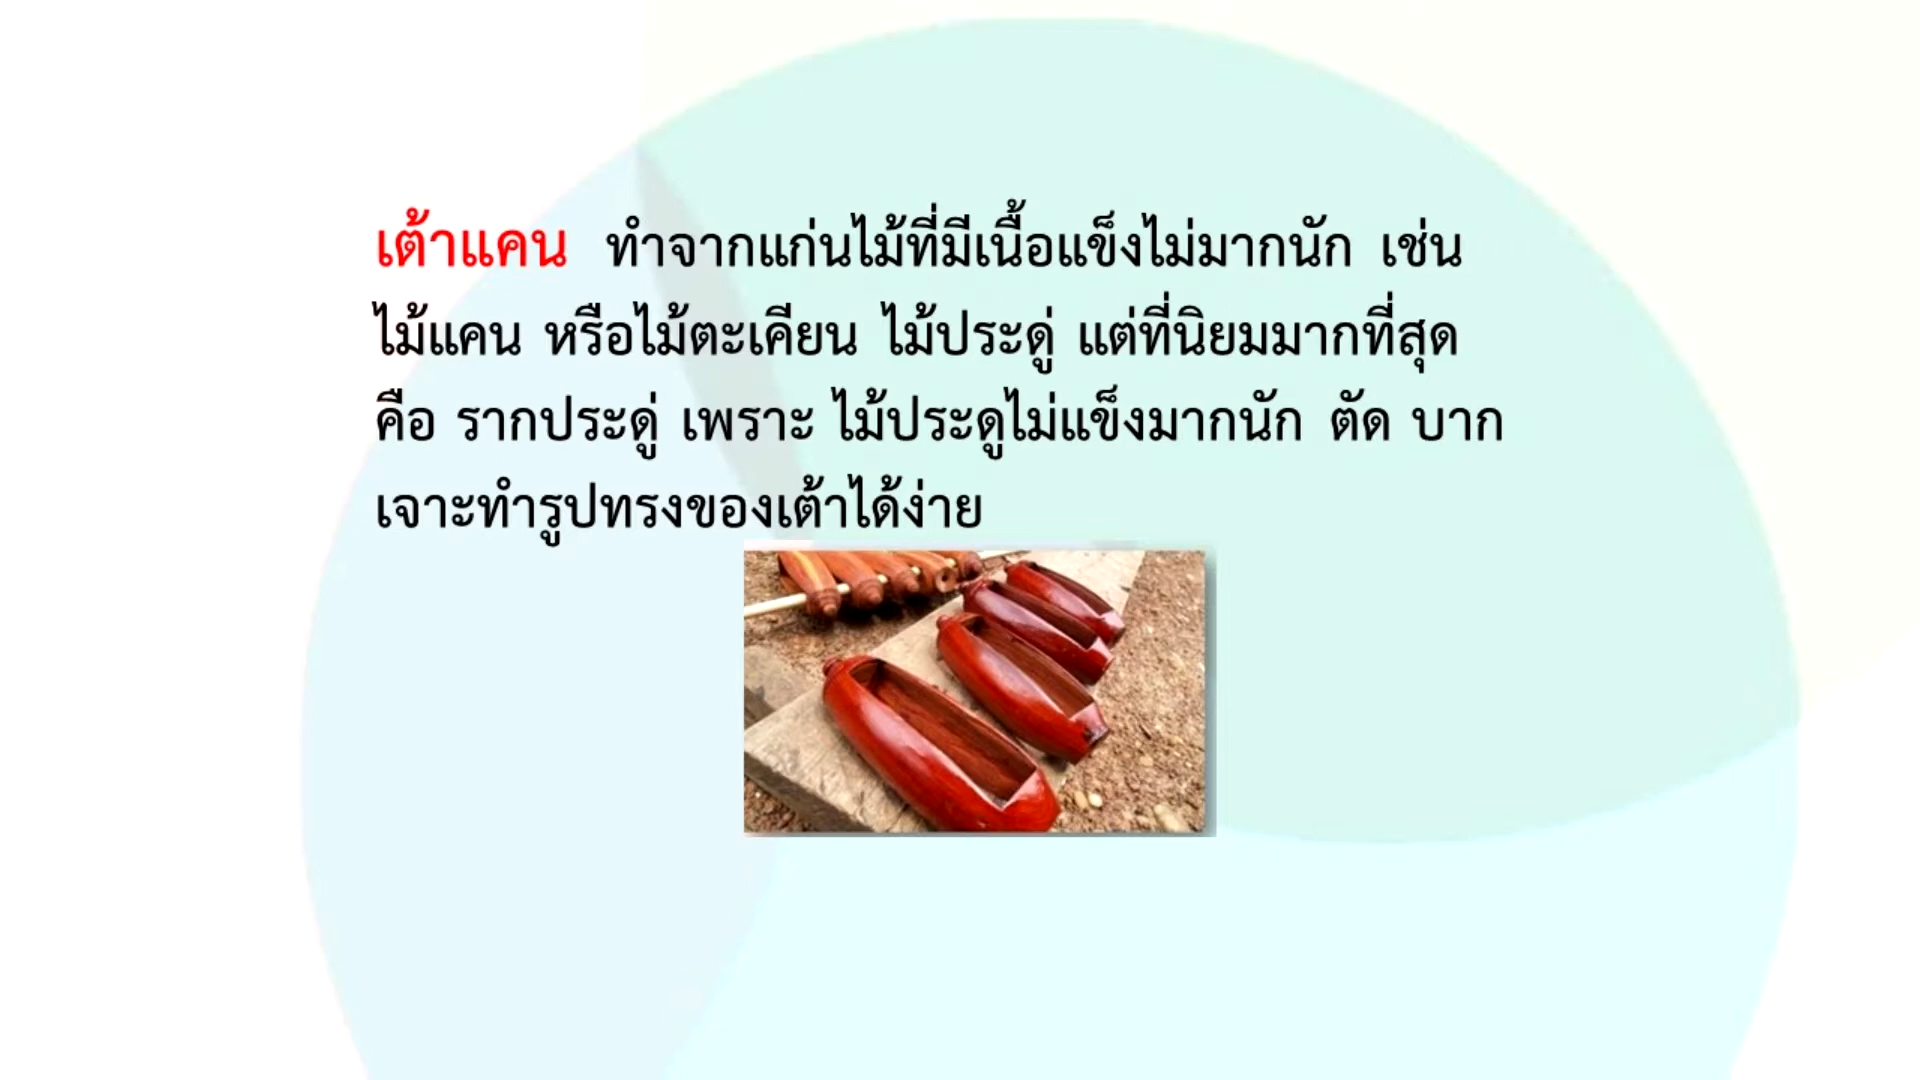 เต้าแคน ทำจากแก่นไม้ที่มีเนื้อแข็งไม่มากนัก เช่น
ไม้แคน หรือไม้ตะเคียน ไม้ประดู่ แต่ที่นิยมมากที่สุด
คือ รากประดู่ เพราะ ไม้ประดูไม่แข็งมากนัก ตัด บาก
เจาะทำรูปทรงของเต้าได้ง่าย